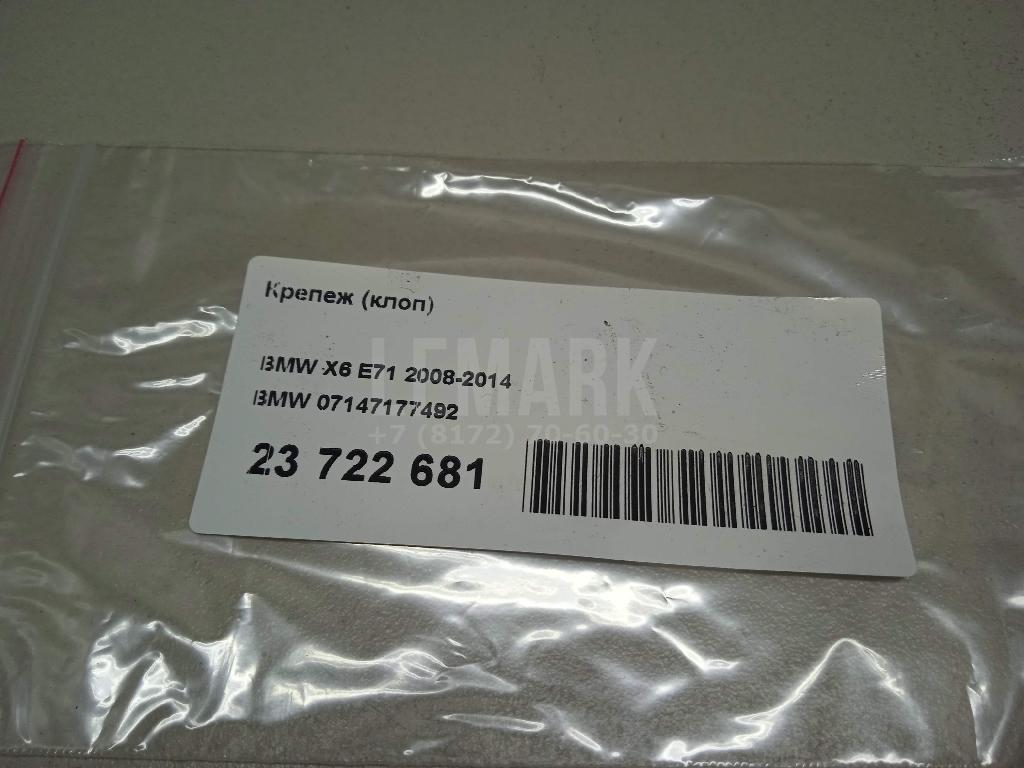 Крепеж (клоп)
LEMARK
BMW X6 E71 2008-2014
BMW 07147177492
+7 (8172) 70-60-30
23 722 681